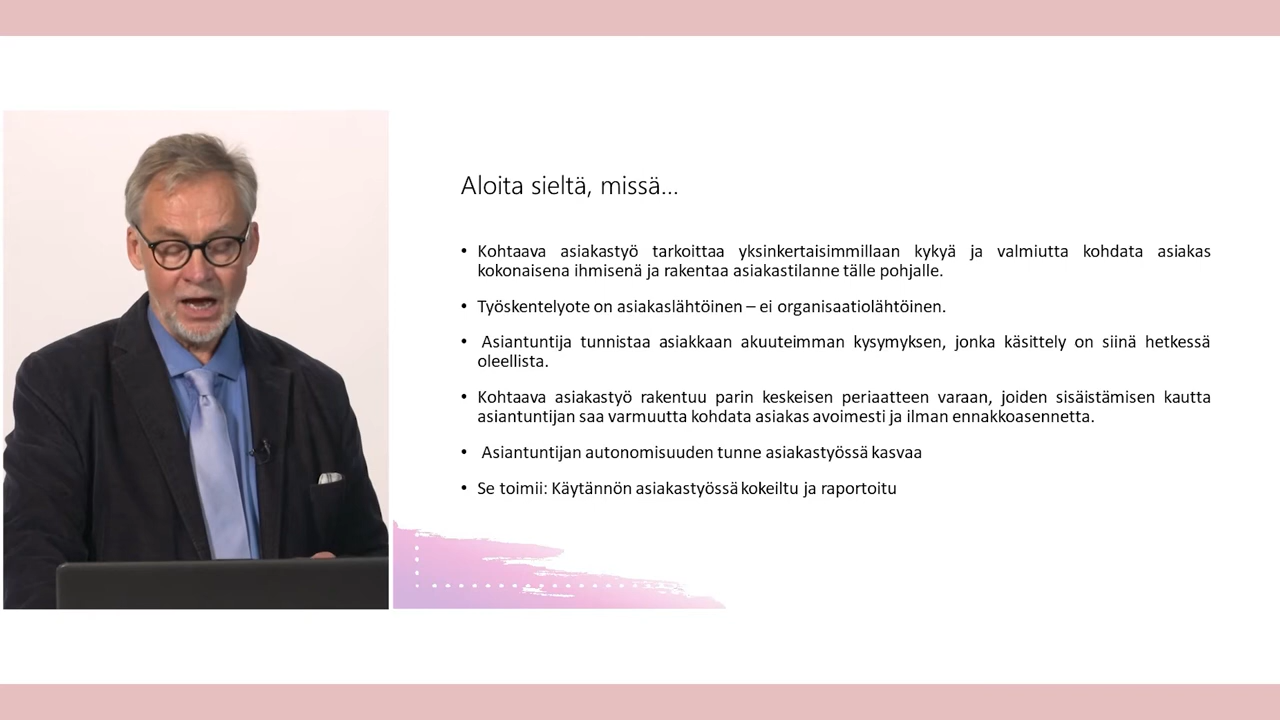 Aloita sieltä, missä...
• Kohtaava asiakastyö tarkoittaa yksinkertaisimmillaan kykyä ja valmiutta kohdata asiakas
kokonaisena ihmisenä ja rakentaa asiakastilanne tälle pohjalle.
• Työskentelyote on asiakaslähtöinen – ei organisaatiolähtöinen.
• Asiantuntija tunnistaa asiakkaan akuuteimman kysymyksen, jonka käsittely on siinä hetkessä
oleellista.
• Kohtaava asiakastyö rakentuu parin keskeisen periaatteen varaan, joiden sisäistämisen kautta
asiantuntijan saa varmuutta kohdata asiakas avoimesti ja ilman ennakkoasennetta.
• Asiantuntijan autonomisuuden tunne asiakastyössä kasvaa
• Se toimii: Käytännön asiakastyössä kokeiltu ja raportoitu